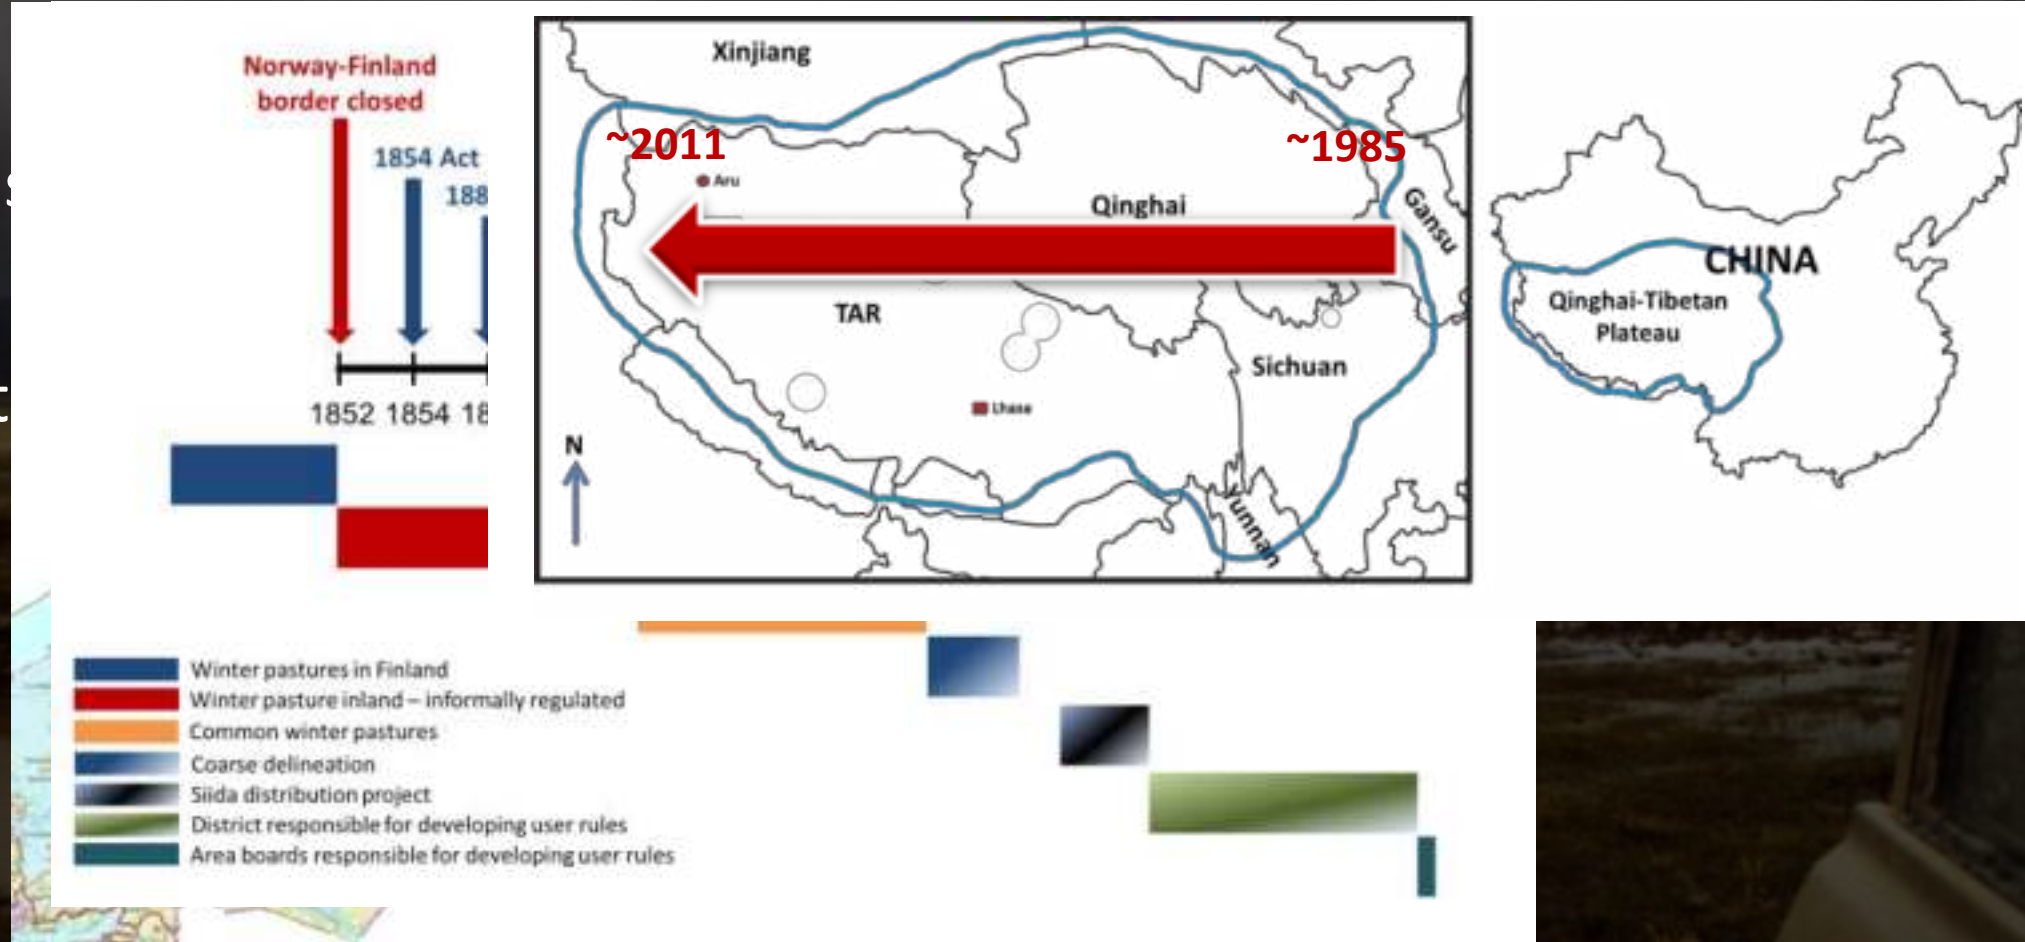 Norway-Finland
border closed
1854 Act
188
1852 1854 18
Xinjiang
~2011
~1985
Aru
Qinghai
Gansu
TAR
Sichuan
Lhasa
N
Yunnan
CHINA
Qinghai-Tibetan
Plateau
Winter pastures in Finland
Winter pasture inland – informally regulated
Common winter pastures
Coarse delineation
Siida distribution project
District responsible for developing user rules
Area boards responsible for developing user rules